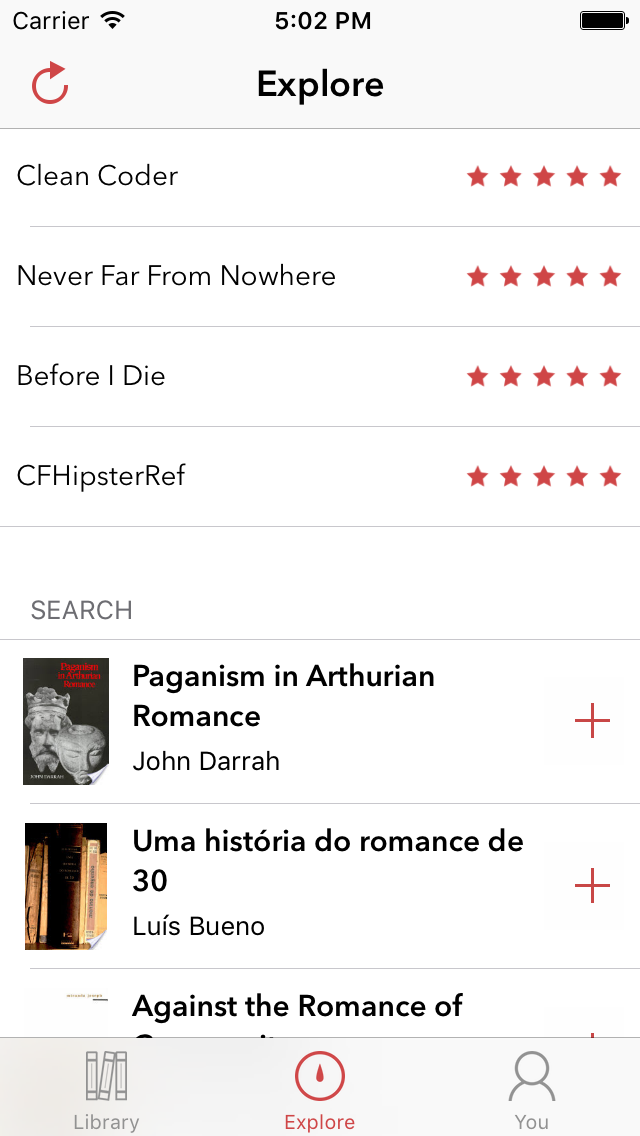 Carrier 5:02 PM
Explore
Clean Coder
Never Far From Nowhere
Before I Die
CFHipsterRef
SEARCH
Paganism
in Arthurian
Romance
JOHN DARRAH
Paganism in Arthurian
Romance
John Darrah
Uma história do romance de
30
Luís Bueno
Against the Romance of
Library Explore You